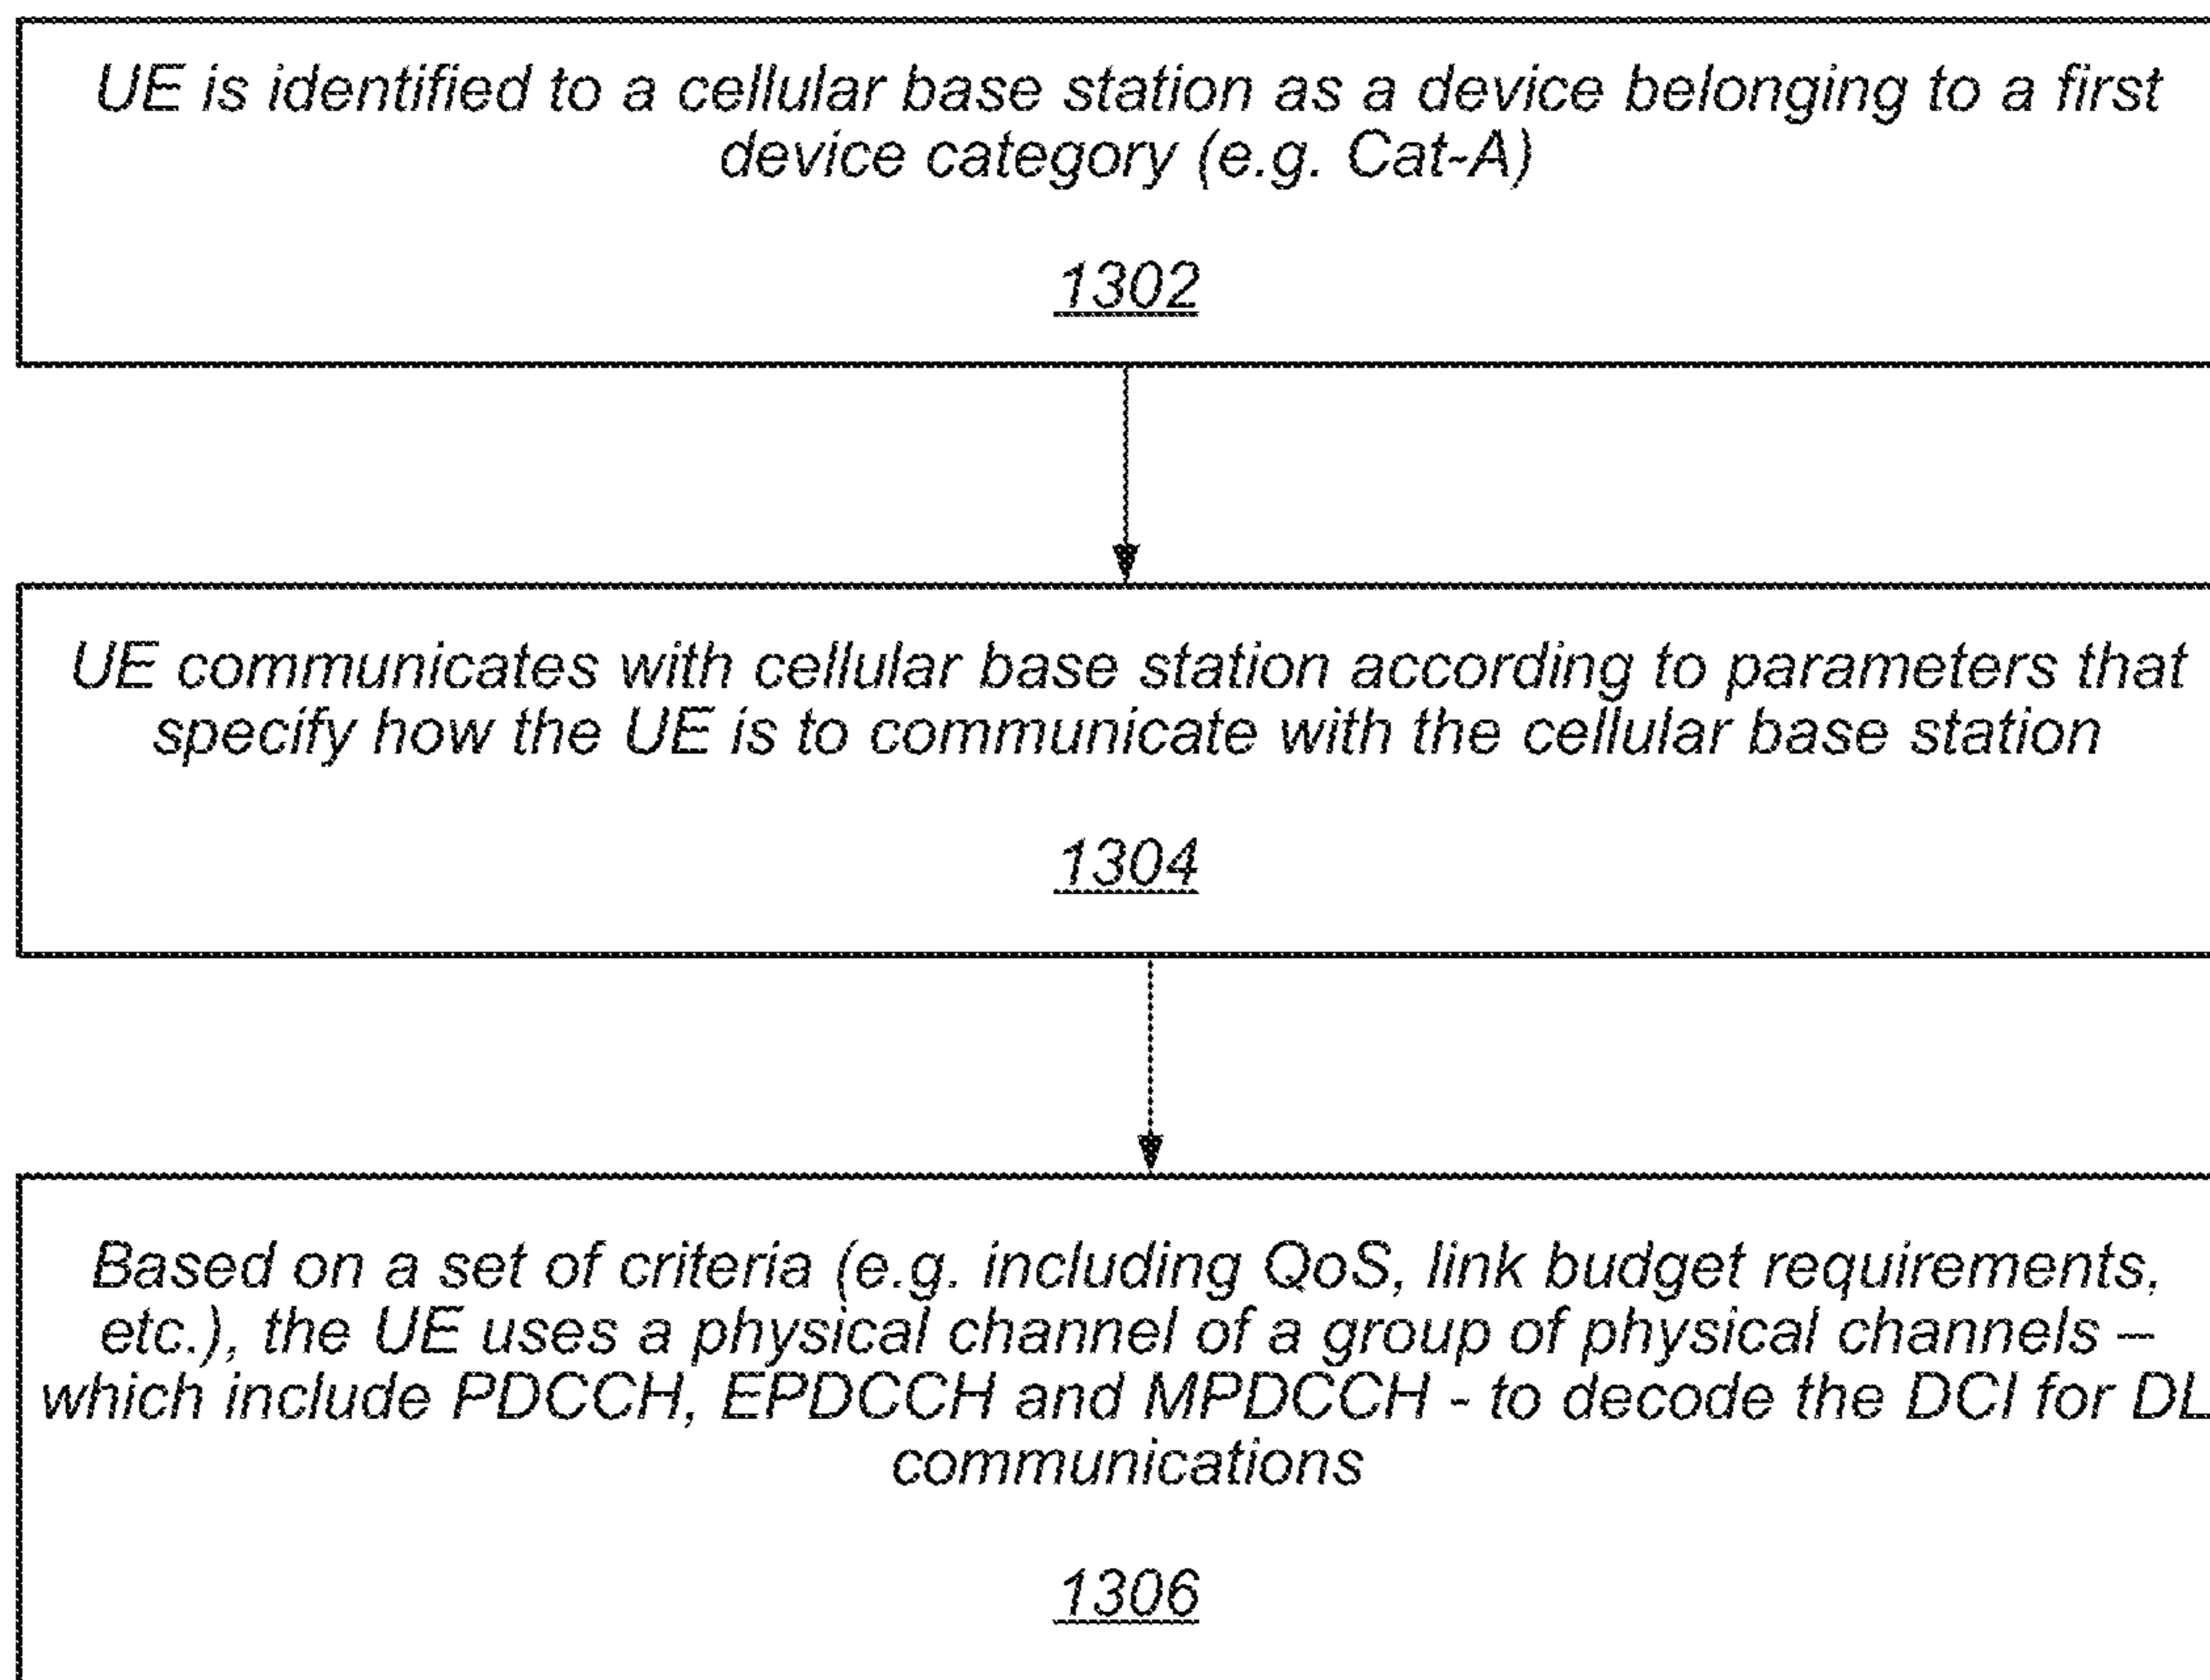 UE is identified to a cellular base station as a device belonging to a first
device category (e.g. Cat-A)
1302
UE communicates with cellular base station according to parameters that
specify how the UE is to communicate with the cellular base station
1304
Based on a set of criteria (e.g. including QoS, link budget requirements,
etc.), the UE uses a physical channel of a group of physical channels –
which include PDCCH, EPDCCH and MPDCCH - to decode the DCI for DL
communications
1306